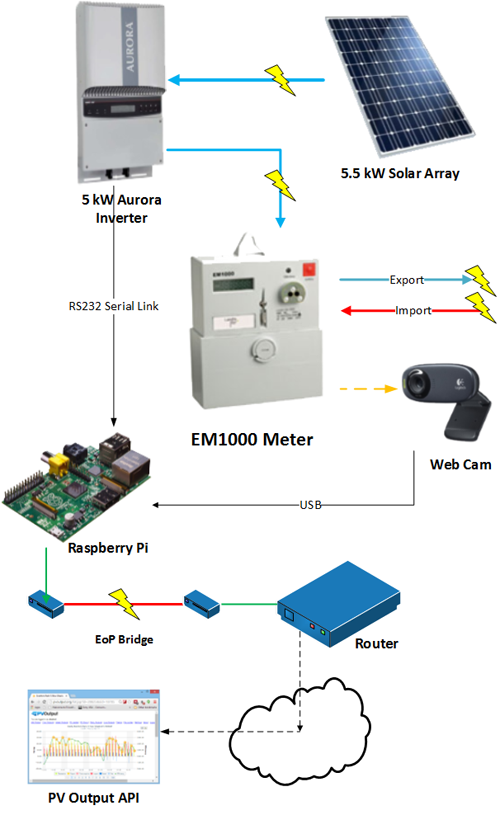 AURORA
5.5 kW Solar Array
5 kW Aurora
Inverter
RS232 Serial Link
EM1000
Export
Import
EM1000 Meter
Web Cam
USB
Raspberry Pi
EoP Bridge
Router
PVOutput
PV Output API